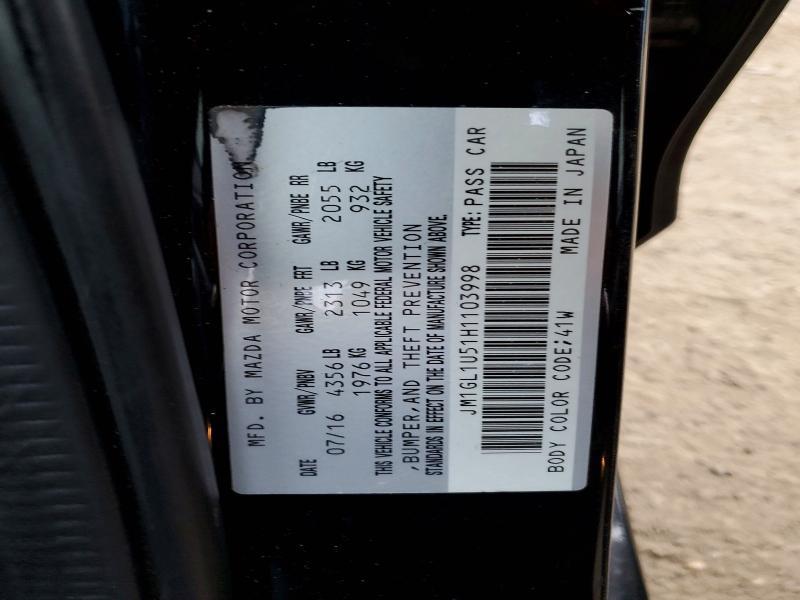 MFD. BY MAZDA MOTOR CORPORATION
DATE GVWR/PNBV GAWR/PNBE FRT GAWR/PNBE RR
07/16 4356 LB 2313 LB 2055 LB
1976 KG 1049 KG 932 KG
THIS VEHICLE CONFORMS TO ALL APPLICABLE FEDERAL MOTOR VEHICLE SAFETY
,BUMPER,AND THEFT PREVENTION
STANDARDS IN EFFECT ON THE DATE OF MANUFACTURE SHOWN ABOVE.
JM1GL1U51H1103998 TYPE: PASS CAR
BODY COLOR CODE;41W MADE IN JAPAN